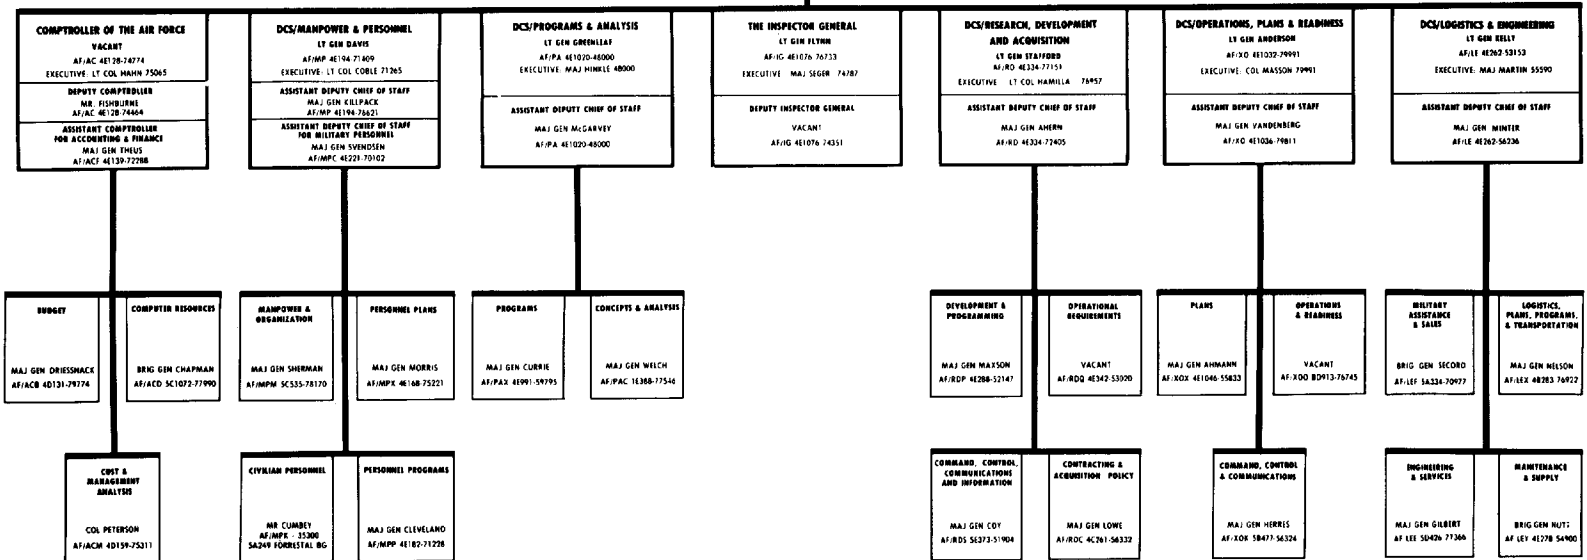 COMPTROLLER OF THE AIR FORCE
VACANT
AF/AC 4E128-74774
EXECUTIVE: LT COL HAHN 75065
DEPUTY COMPTROLLER
MR. FISHBURNE
AF/AC 4E128-74464
ASSISTANT COMPTROLLER
FOR ACCOUNTING & FINANCE
MAJ GEN THEUS
AF/ACF 4E139-72288
DCS/MANPOWER & PERSONNEL
LT GEN DAVIS
AF/MP 4E194-71409
EXECUTIVE: LT COL COBLE 71265
ASSISTANT DEPUTY CHIEF OF STAFF
MAJ GEN KILLPACK
AF/MP 4E194-76621
ASSISTANT DEPUTY CHIEF OF STAFF
FOR MILITARY PERSONNEL
MAJ GEN SVENDSEN
AF/MPC 4E221-70102
DCS/PROGRAMS & ANALYSIS
LT GEN GREENLEAF
AF/PA 4E1020-48000
EXECUTIVE: MAJ HINKLE 48000
ASSISTANT DEPUTY CHIEF OF STAFF
MAJ GEN McGARVEY
AF/PA 4E1020-48000
THE INSPECTOR GENERAL
LT GEN FLYNN
AF/IG 4E1076 76733
EXECUTIVE MAJ SEGER 74787
DEPUTY INSPECTOR GENERAL
VACANT
AF/IG 4E1076 74351
DCS/RESEARCH, DEVELOPMENT
AND ACQUISITION
LT GEN STAFFORD
AF/RD 4E334-77151
EXECUTIVE LT COL HAMILLA 76957
ASSISTANT DEPUTY CHIEF OF STAFF
MAJ GEN AHERN
AF/RD 4E334-72405
DCS/OPERATIONS, PLANS & READINESS
LT GEN ANDERSON
AF/XO 4E1032-79991
EXECUTIVE: COL MASSON 79991
ASSISTANT DEPUTY CHIEF OF STAFF
MAJ GEN VANDENBERG
AF/XO 4E1036-79811
DCS/LOGISTICS & ENGINEERING
LT GEN KELLY
AF/LE 4E262-53153
EXECUTIVE: MAJ MARTIN 55590
ASSISTANT DEPUTY CHIEF OF STAFF
MAJ GEN MINTER
AF/LE 4E262-56236
BUDGET
MAJ GEN DRIESSNACK
AF/ACB 4D131-79774
COMPUTER RESOURCES
BRIG GEN CHAPMAN
AF/ACD 5C1072-77990
MANPOWER &
ORGANIZATION
MAJ GEN SHERMAN
AF/MPM 5C535-78170
PERSONNEL PLANS
MAJ GEN MORRIS
AF/MPX 4E168-75221
PROGRAMS
MAJ GEN CURRIE
AF/PAX 4E991-59795
CONCEPTS & ANALYSIS
MAJ GEN WELCH
AF/PAC 1E388-77546
DEVELOPMENT &
PROGRAMMING
MAJ GEN MAXSON
AF/RDP 4E288-52147
OPERATIONAL
REQUIREMENTS
VACANT
AF/RDQ 4E342-53020
PLANS
MAJ GEN AHMANN
AF/XOX 4E1046-55833
OPERATIONS
& READINESS
VACANT
AF/XOO BD913-76745
MILITARY
ASSISTANCE
& SALES
BRIG GEN SECORD
AF/LEF 5A334-70977
LOGISTICS,
PLANS, PROGRAMS,
& TRANSPORTATION
MAJ GEN NELSON
AF/LEX 4B283 76922
COST &
MANAGEMENT
ANALYSIS
COL PETERSON
AF/ACM 4D159-75311
CIVILIAN PERSONNEL
MR CUMBEY
AF/MPK - 35300
5A249 FORRESTAL BG
PERSONNEL PROGRAMS
MAJ GEN CLEVELAND
AF/MPP 4E182-71228
COMMAND, CONTROL,
COMMUNICATIONS
AND INFORMATION
MAJ GEN COY
AF/RDS 5E373-51904
CONTRACTING &
ACQUISITION POLICY
MAJ GEN LOWE
AF/RDC 4C261-56332
COMMAND, CONTROL
& COMMUNICATIONS
MAJ GEN HERRES
AF/XOK 5B477-56324
ENGINEERING
& SERVICES
MAJ GEN GILBERT
AF LEE 5D426 77366
MAINTENANCE
& SUPPLY
BRIG GEN NUTT
AF LEY 4E278 54900